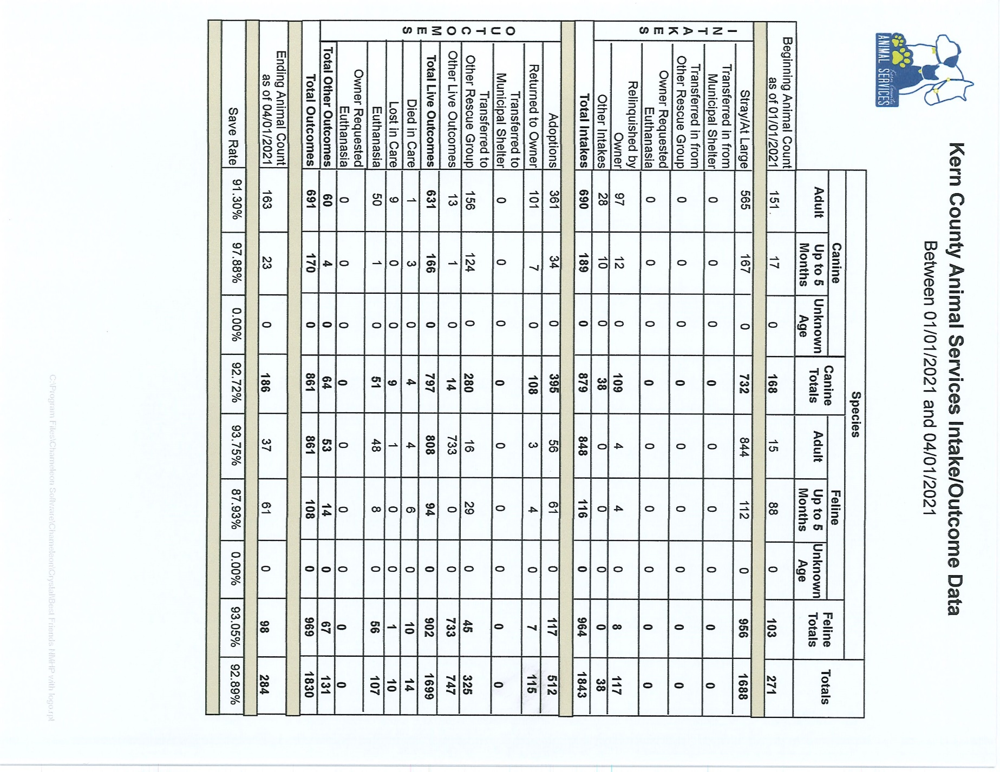 Kern County
ANIMAL SERVICES
Kern County Animal Services Intake/Outcome Data
Between 01/01/2021 and 04/01/2021
Species
Canine Canine Totals Feline Feline Totals Totals
Adult Up to 5 Months Unknown Age Adult Up to 5 Months Unknown Age
Beginning Animal Count
as of 01/01/2021 151 17 0 168 15 88 0 103 271
INTAKES
Stray/At Large 565 167 0 732 844 112 0 956 1688
Transferred in from
Municipal Shelter 0 0 0 0 0 0 0 0 0
Transferred in from
Other Rescue Group 0 0 0 0 0 0 0 0 0
Owner Requested
Euthanasia 0 0 0 0 0 0 0 0 0
Relinquished by
Owner 97 12 0 109 4 4 0 8 117
Other Intakes 28 10 0 38 0 0 0 0 38
Total Intakes 690 189 0 879 848 116 0 964 1843
OUTCOMES
Adoptions 361 34 0 395 56 61 0 117 512
Returned to Owner 101 7 0 108 3 4 0 7 115
Transferred to
Municipal Shelter 0 0 0 0 0 0 0 0 0
Transferred to
Other Rescue Group 156 124 0 280 16 29 0 45 325
Other Live Outcomes 13 1 0 14 733 0 0 733 747
Total Live Outcomes 631 166 0 797 808 94 0 902 1699
Died in Care 1 3 0 4 4 6 0 10 14
Lost in Care 9 0 0 9 1 0 0 1 10
Euthanasia 50 1 0 51 48 8 0 56 107
Owner Requested
Euthanasia 0 0 0 0 0 0 0 0 0
Total Other Outcomes 60 4 0 64 53 14 0 67 131
Total Outcomes 691 170 0 861 861 108 0 969 1830
Ending Animal Count
as of 04/01/2021 163 23 0 186 37 61 0 98 284
Save Rate 91.30% 97.88% 0.00% 92.72% 93.75% 87.93% 0.00% 93.05% 92.89%
C:\Program Files\Chameleon Software\Chameleon\Crystal\Best Friends NMHP with logo.rpt